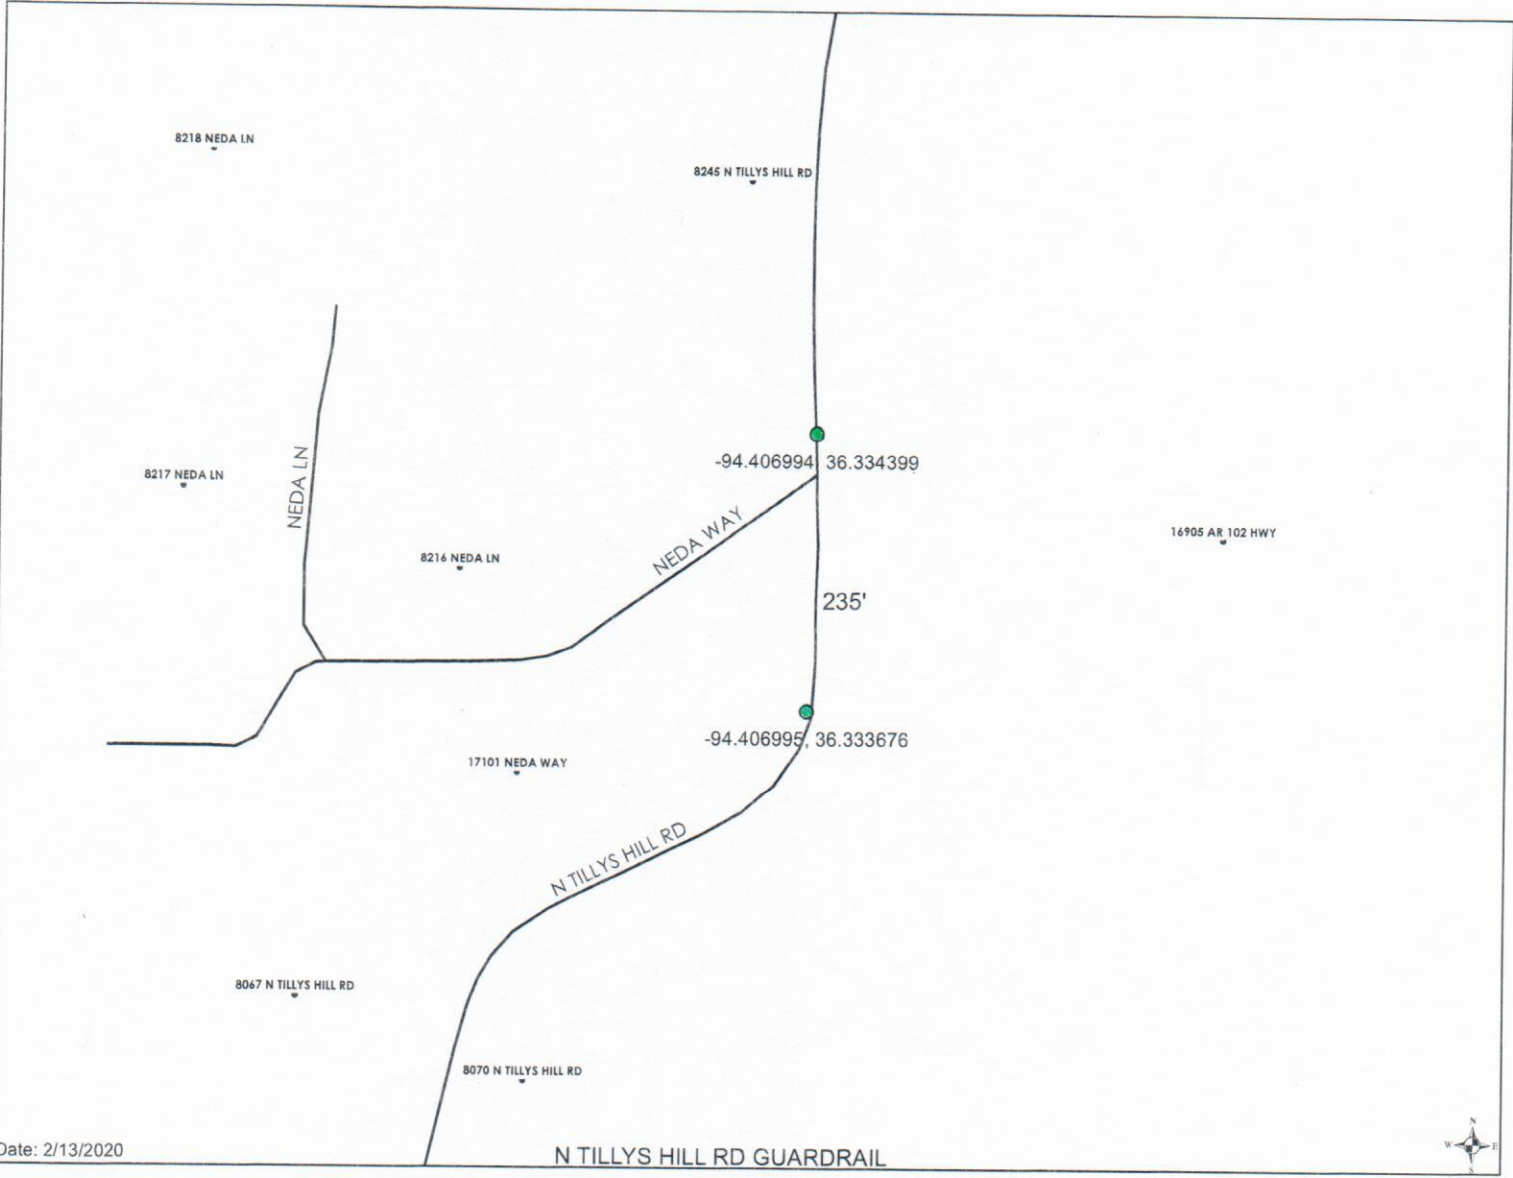 8218 NEDA LN
8245 N TILLYS HILL RD
-94.406994, 36.334399
NEDA LN
8217 NEDA LN
NEDA WAY
8216 NEDA LN
16905 AR 102 HWY
235'
-94.406995, 36.333676
17101 NEDA WAY
N TILLYS HILL RD
8067 N TILLYS HILL RD
8070 N TILLYS HILL RD
Date: 2/13/2020
N TILLYS HILL RD GUARDRAIL
N
W E
S